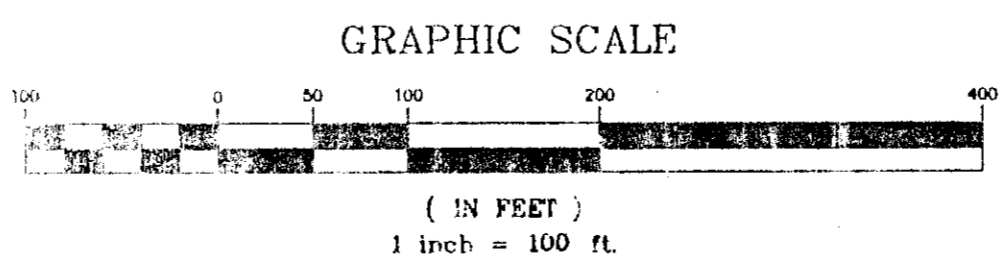 GRAPHIC SCALE
100 0 50 100 200 400
( IN FEET )
1 inch = 100 ft.